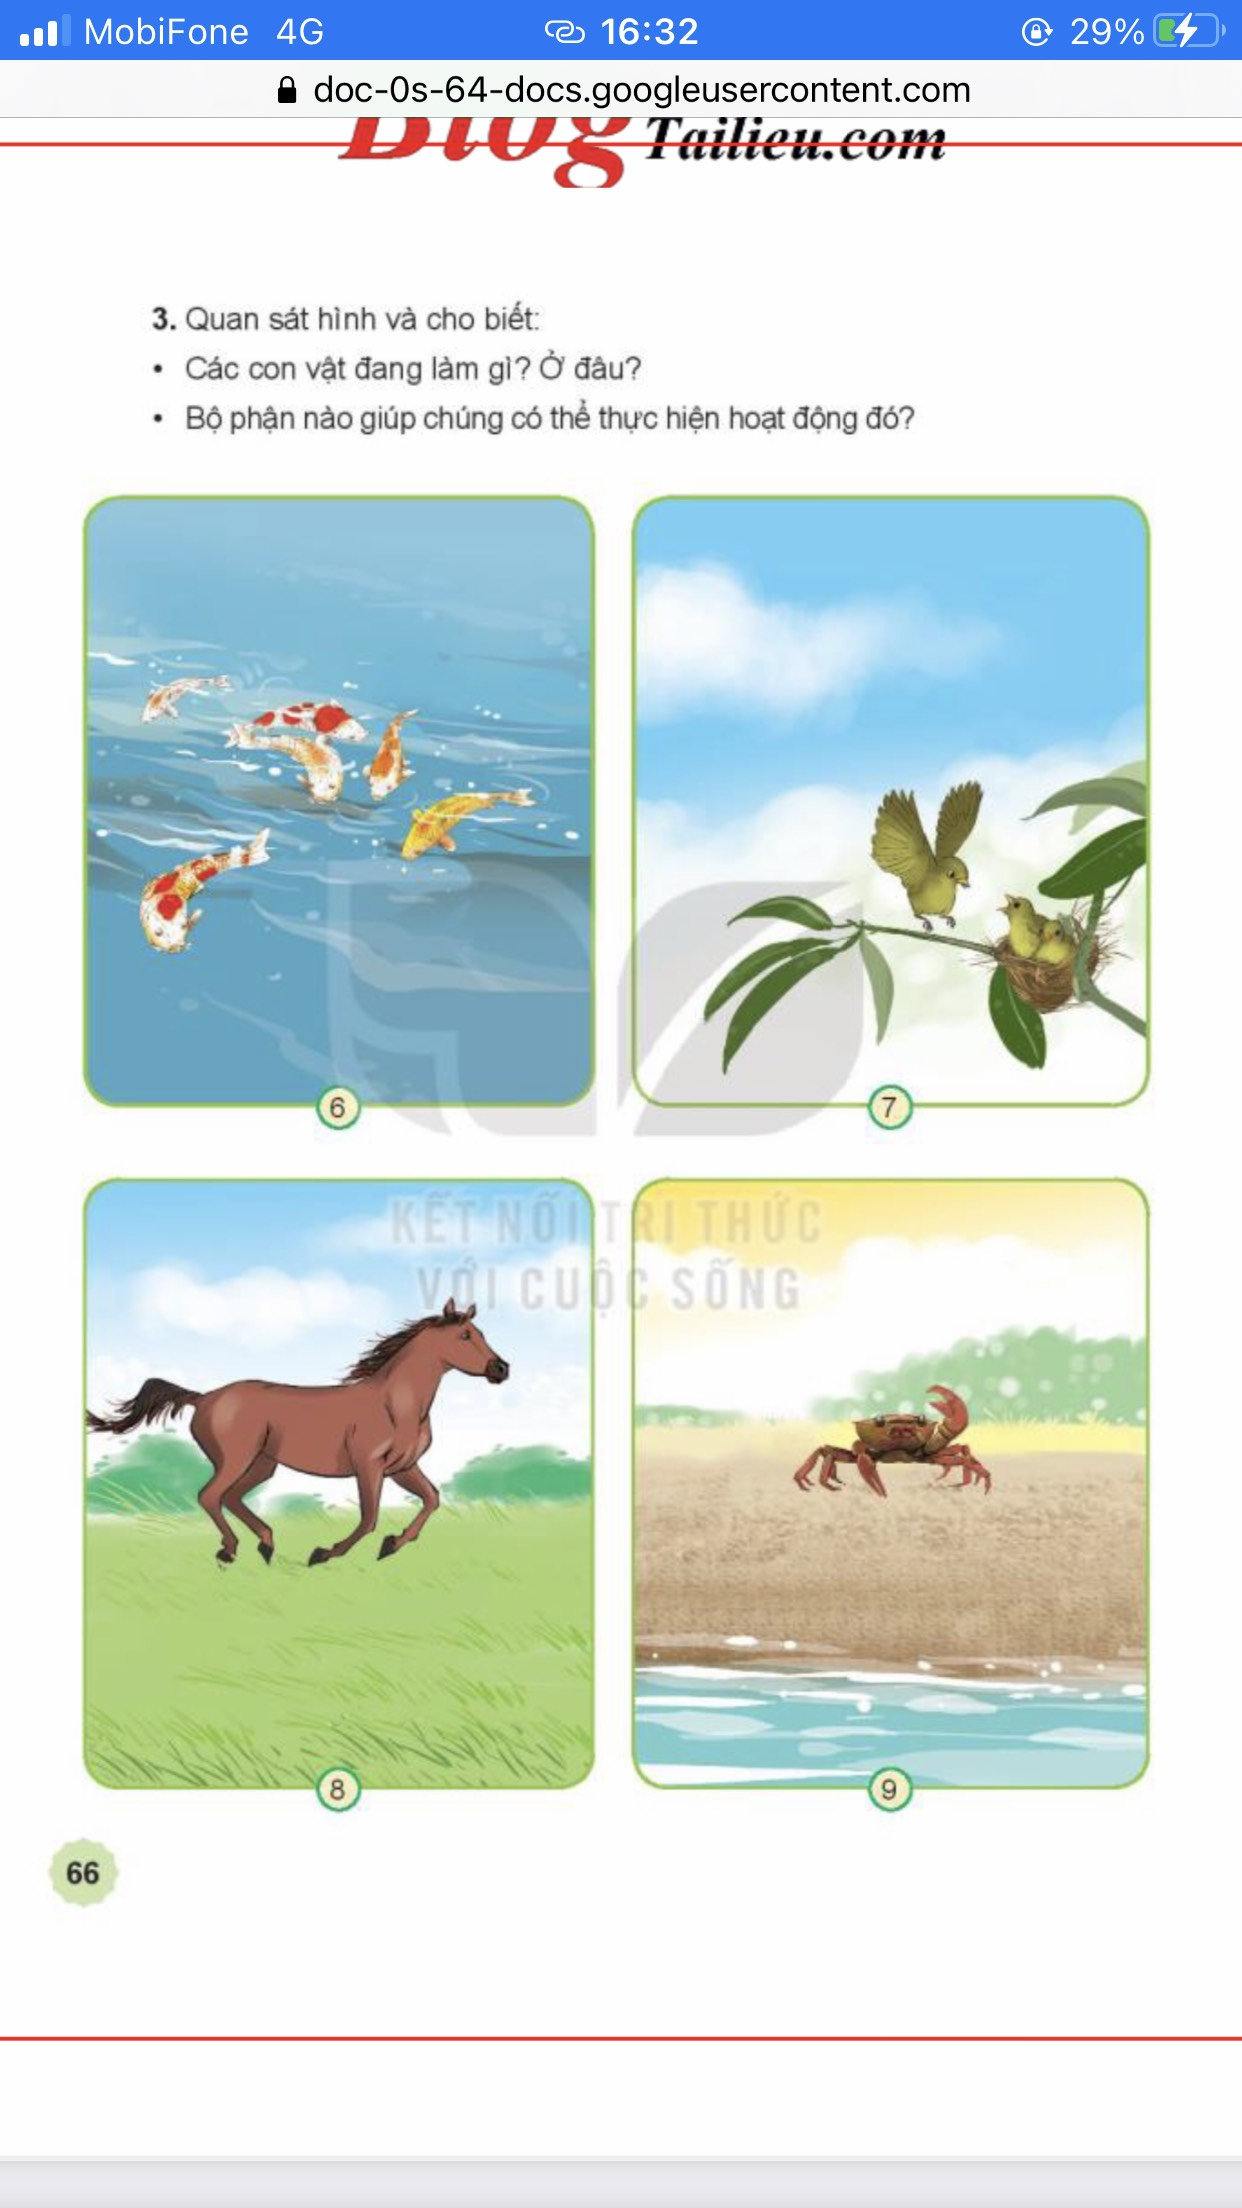 MobiFone 4G 16:32 29%
doc-0s-64-docs.googleusercontent.com
Blog Tailieu.com
3. Quan sát hình và cho biết:
• Các con vật đang làm gì? Ở đâu?
• Bộ phận nào giúp chúng có thể thực hiện hoạt động đó?
6
7
KẾT NỐI TRI THỨC
VỚI CUỘC SỐNG
8
9
66